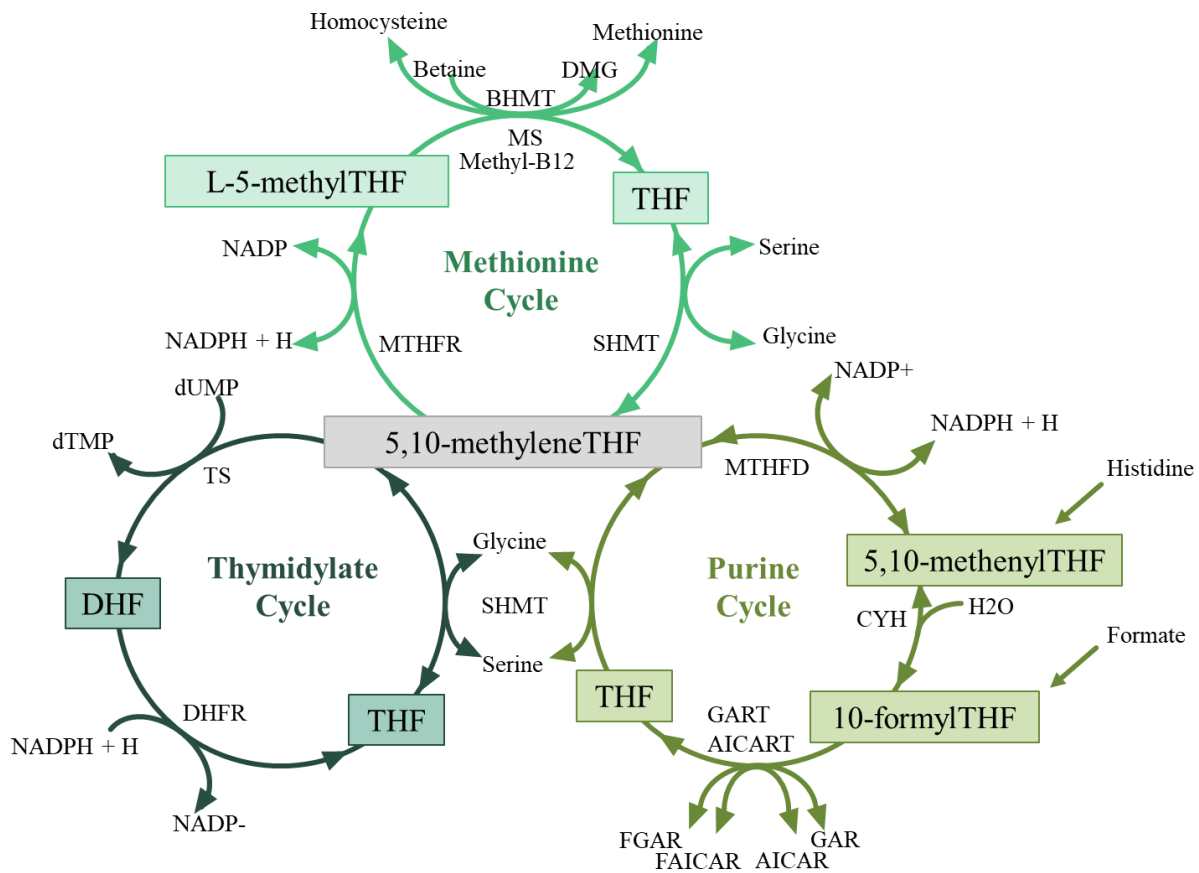 Homocysteine
Methionine
Betaine
DMG
BHMT
MS
Methyl-B12
L-5-methylTHF
THF
NADP
Methionine
Cycle
Serine
NADPH + H
MTHFR
SHMT
Glycine
dUMP
NADP+
dTMP
5,10-methyleneTHF
NADPH + H
TS
MTHFD
Histidine
Glycine
Thymidylate
Cycle
Purine
Cycle
5,10-methenylTHF
DHF
SHMT
CYH
H2O
Serine
Formate
THF
THF
10-formylTHF
DHFR
GART
AICART
NADPH + H
NADP-
FGAR
FAICAR
AICAR
GAR